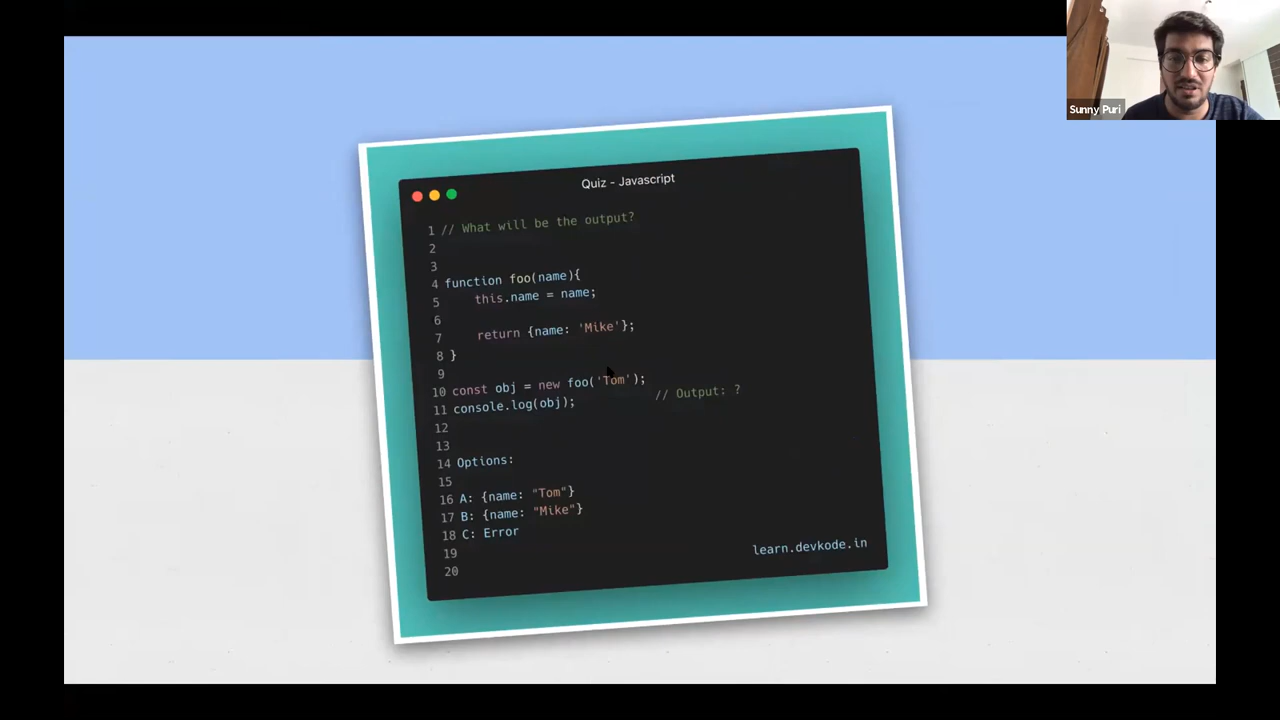 Sunny Puri
Quiz - Javascript
1 // What will be the output?
2
3
4 function foo(name){
5 this.name = name;
6
7 return {name: 'Mike'};
8 }
9
10 const obj = new foo('Tom');
11 console.log(obj); // Output: ?
12
13
14 Options:
15
16 A: {name: "Tom"}
17 B: {name: "Mike"}
18 C: Error
19
20
learn.devkode.in